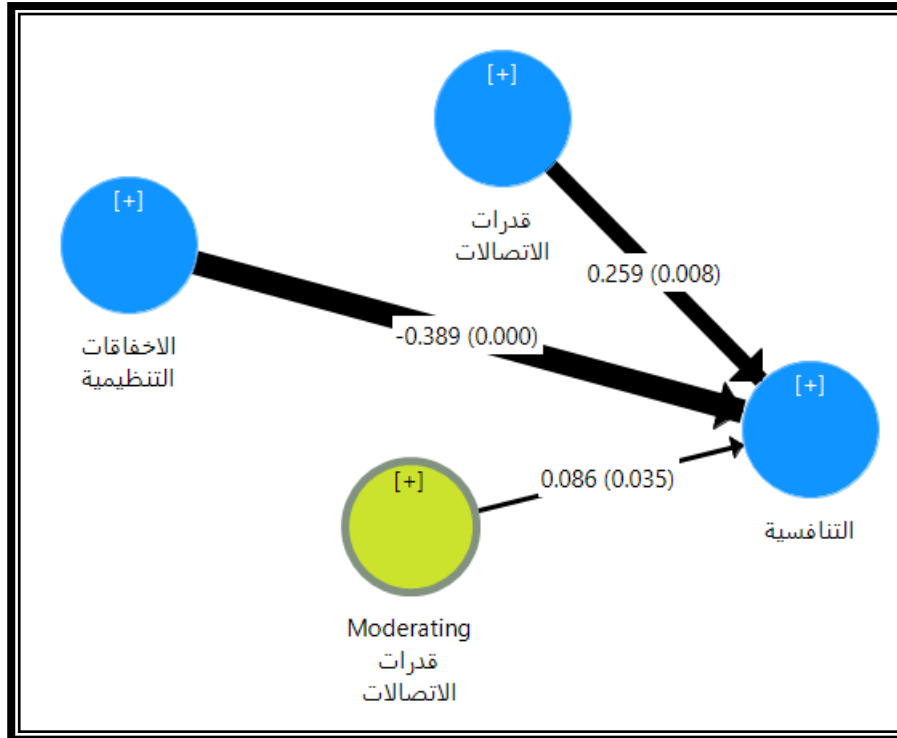 [+]
قدرات
الاتصالات
[+]
الاخفاقات
التنظيمية
0.259 (0.008)
-0.389 (0.000)
[+]
التنافسية
0.086 (0.035)
[+]
Moderating
قدرات
الاتصالات